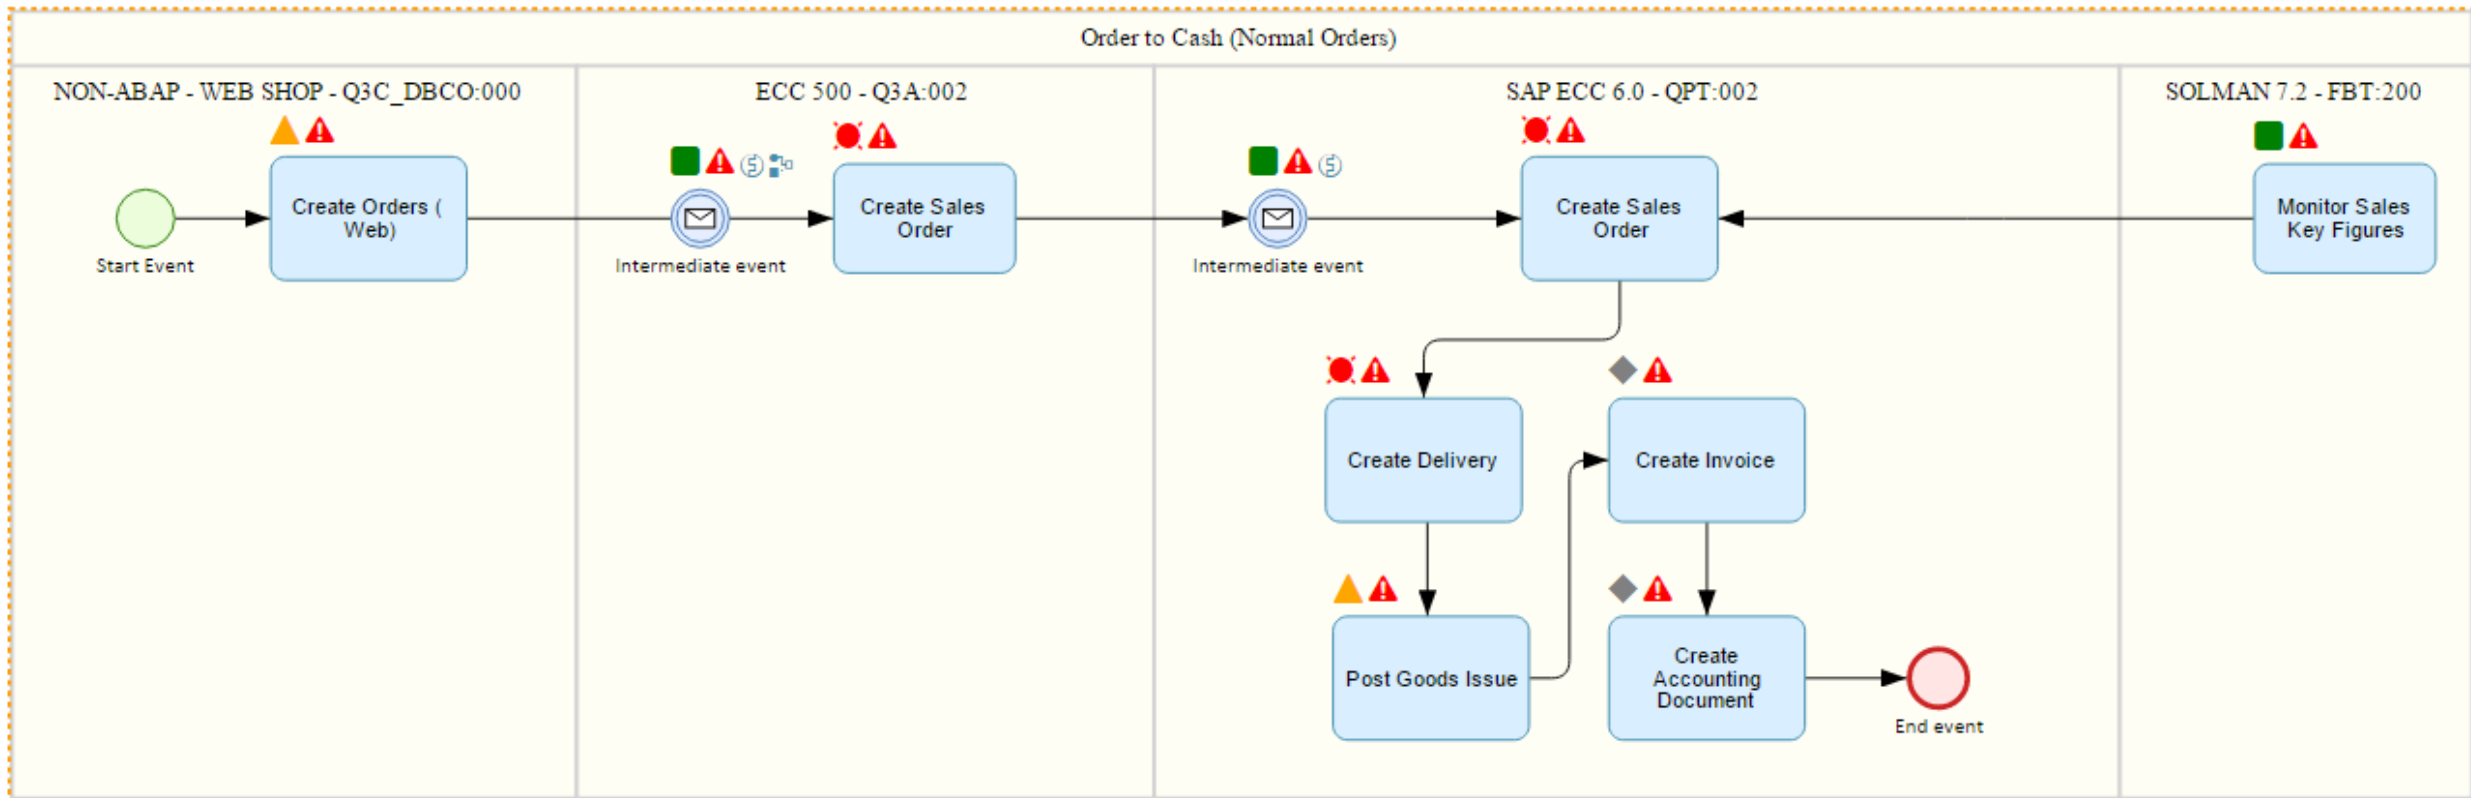 Order to Cash (Normal Orders)
NON-ABAP - WEB SHOP - Q3C_DBCO:000
ECC 500 - Q3A:002
SAP ECC 6.0 - QPT:002
SOLMAN 7.2 - FBT:200
Start Event
Create Orders (
Web)
Intermediate event
Create Sales
Order
Intermediate event
Create Sales
Order
Monitor Sales
Key Figures
Create Delivery
Create Invoice
Post Goods Issue
Create
Accounting
Document
End event